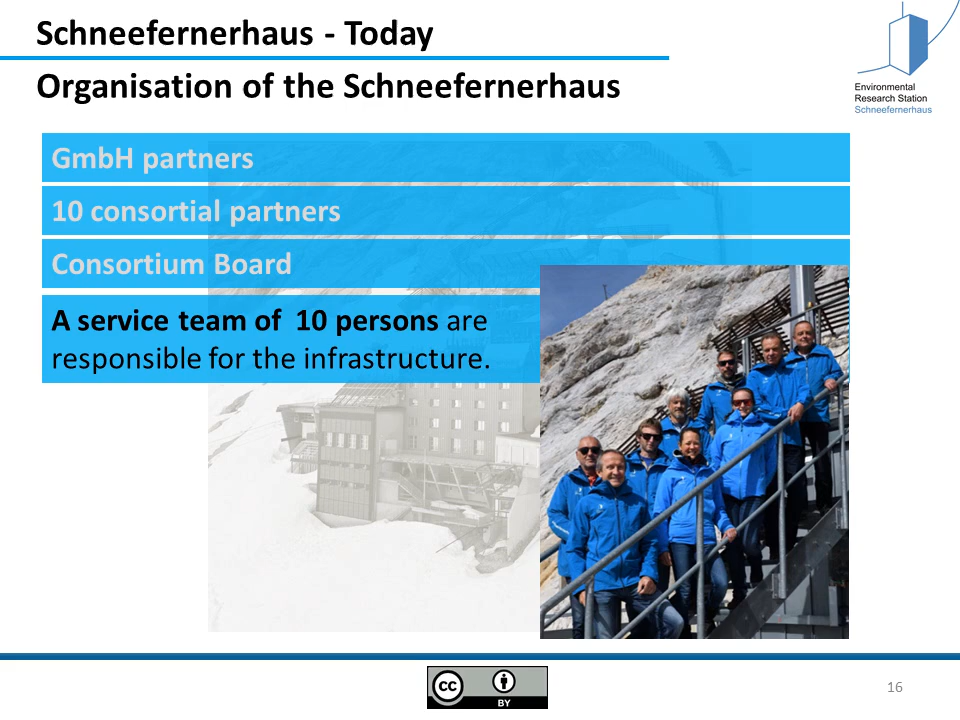 Schneefernerhaus - Today
Organisation of the Schneefernerhaus
Environmental
Research Station
Schneefernerhaus
GmbH partners
10 consortial partners
Consortium Board
A service team of 10 persons are
responsible for the infrastructure.
cc
BY
16